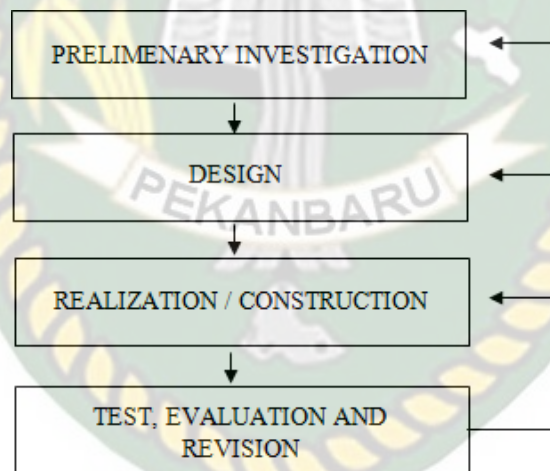 PRELIMENARY INVESTIGATION
DESIGN
PEKANBARU
REALIZATION / CONSTRUCTION
TEST, EVALUATION AND
REVISION